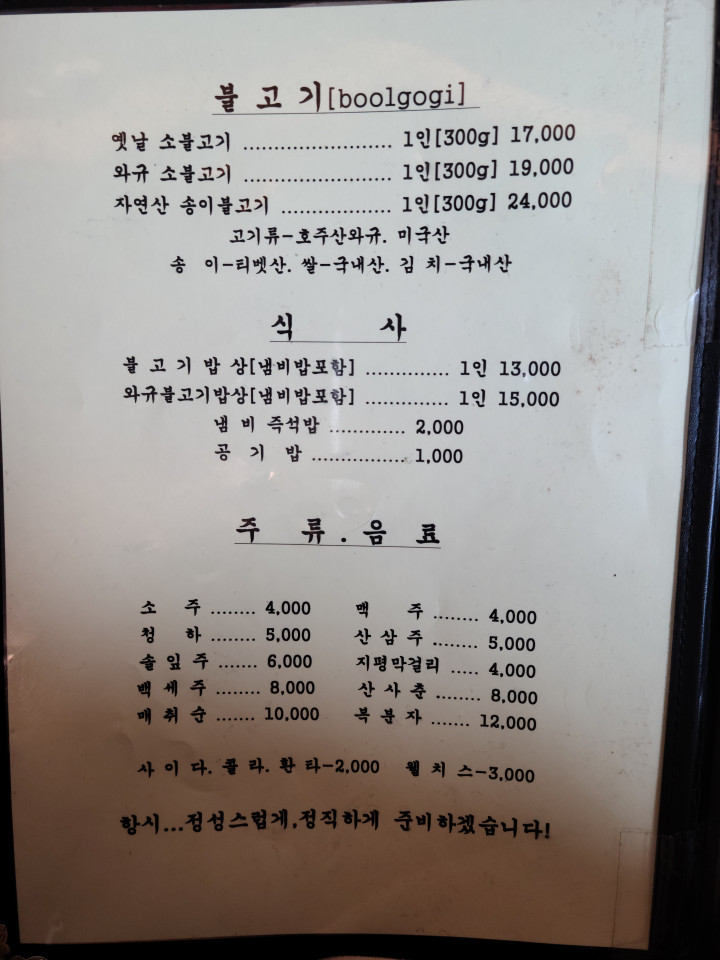 불 고 기[boolgogi]
옛날 소불고기 ........................ 1인[300g] 17,000
와규 소불고기 ........................ 1인[300g] 19,000
자연산 송이불고기 .................. 1인[300g] 24,000
고기류-호주산와규. 미국산
송 이-티벳산. 쌀-국내산. 김 치-국내산
식 사
불 고 기 밥 상[냄비밥포함] .............. 1인 13,000
와규불고기밥상[냄비밥포함] .............. 1인 15,000
냄 비 즉석밥 ............. 2,000
공 기 밥 ................ 1,000
주 류 . 음 료
소 주 ........ 4,000 맥 주 ........ 4,000
청 하 ........ 5,000 산 삼 주 ........ 5,000
솔 잎 주 ....... 6,000 지평막걸리 ..... 4,000
백 세 주 ........ 8,000 산 사 춘 ........ 8,000
매 취 순 ....... 10,000 복 분 자 ....... 12,000
사 이 다. 콜 라. 환 타-2,000 웰 치 스-3,000
항시...정성스럽게,정직하게 준비하겠습니다!